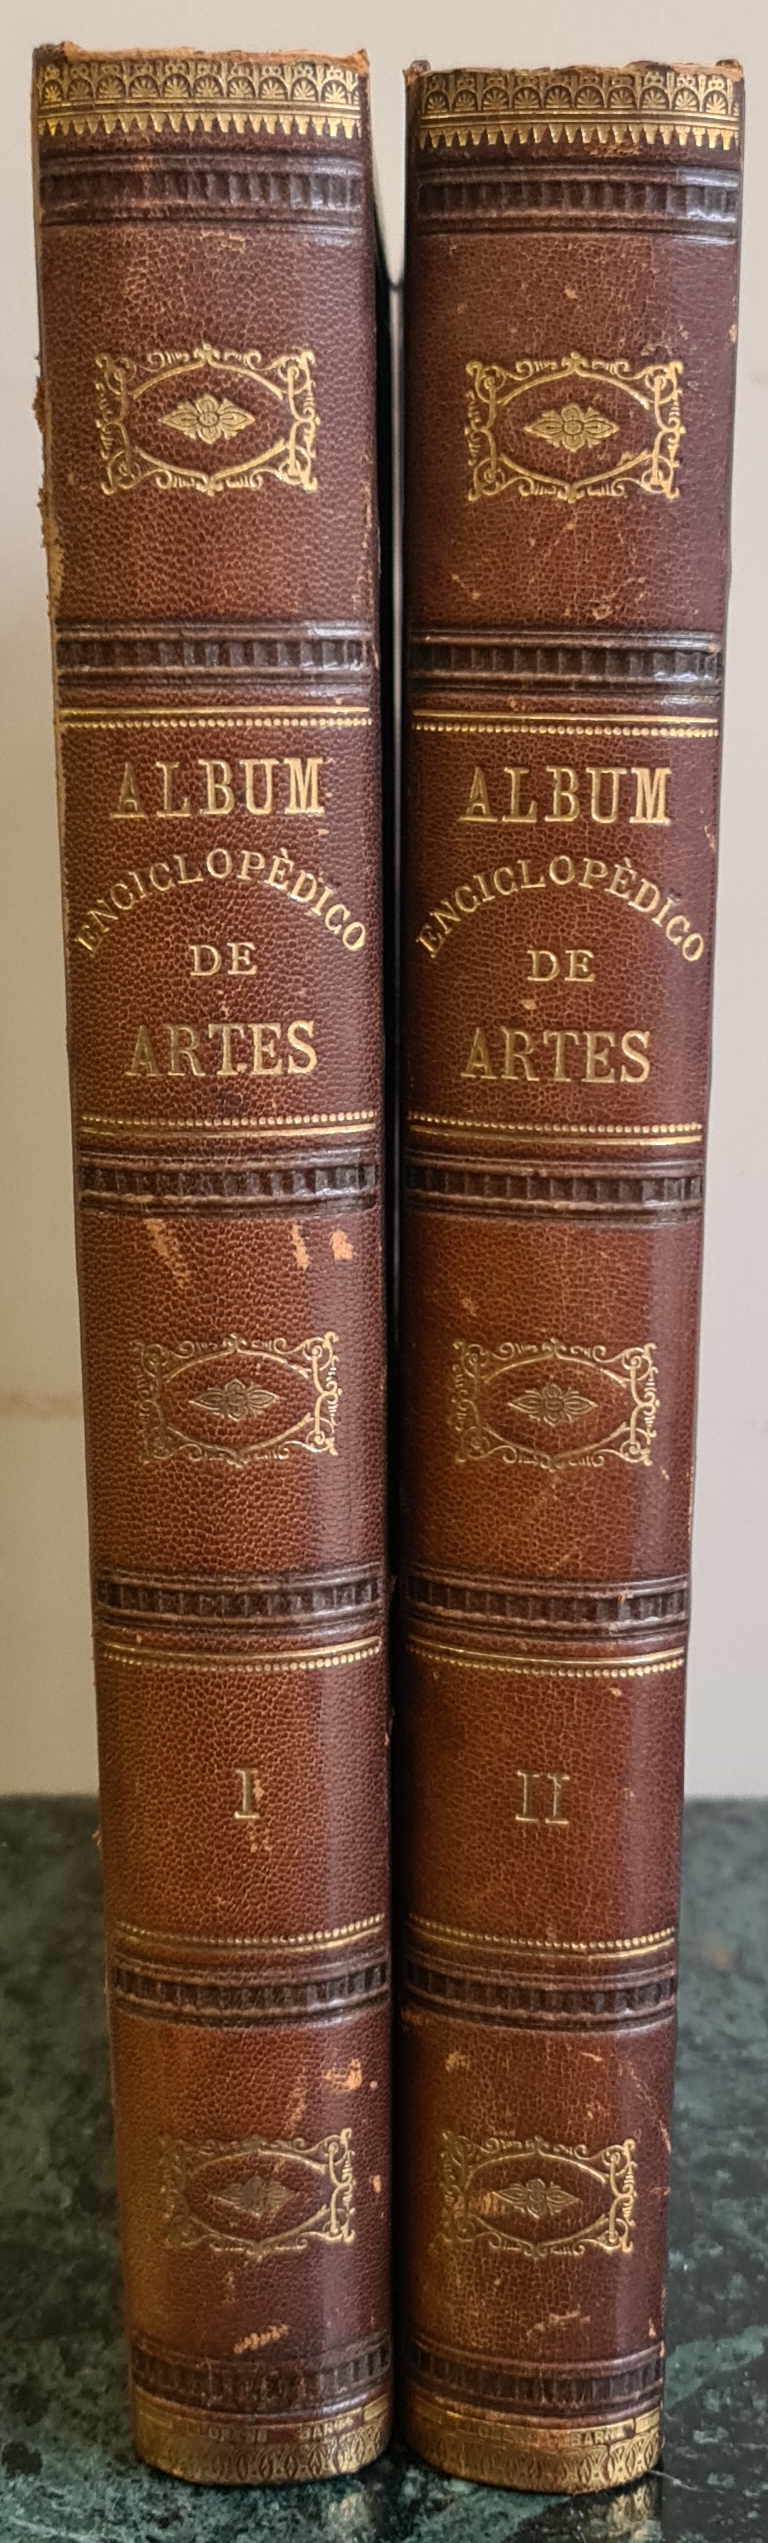 ALBUM
ENCICLOPÈDICO
DE
ARTES
I
ALBUM
ENCICLOPÈDICO
DE
ARTES
II